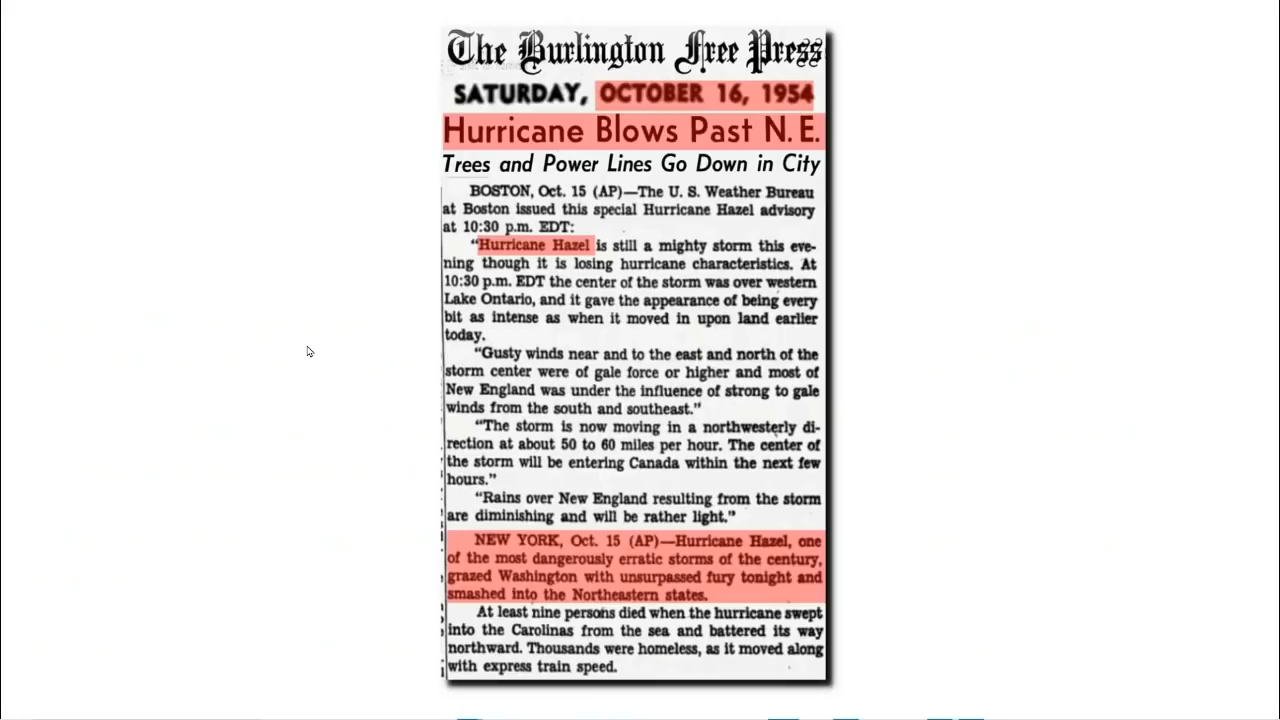 The Burlington Free Press
SATURDAY, OCTOBER 16, 1954
Hurricane Blows Past N. E.
Trees and Power Lines Go Down in City
BOSTON, Oct. 15 (AP)—The U. S. Weather Bureau
at Boston issued this special Hurricane Hazel advisory
at 10:30 p.m. EDT:
"Hurricane Hazel is still a mighty storm this eve-
ning though it is losing hurricane characteristics. At
10:30 p.m. EDT the center of the storm was over western
Lake Ontario, and it gave the appearance of being every
bit as intense as when it moved in upon land earlier
today.
"Gusty winds near and to the east and north of the
storm center were of gale force or higher and most of
New England was under the influence of strong to gale
winds from the south and southeast."
"The storm is now moving in a northwesterly di-
rection at about 50 to 60 miles per hour. The center of
the storm will be entering Canada within the next few
hours."
"Rains over New England resulting from the storm
are diminishing and will be rather light."
NEW YORK, Oct. 15 (AP)—Hurricane Hazel, one
of the most dangerously erratic storms of the century,
grazed Washington with unsurpassed fury tonight and
smashed into the Northeastern states.
At least nine persons died when the hurricane swept
into the Carolinas from the sea and battered its way
northward. Thousands were homeless, as it moved along
with express train speed.